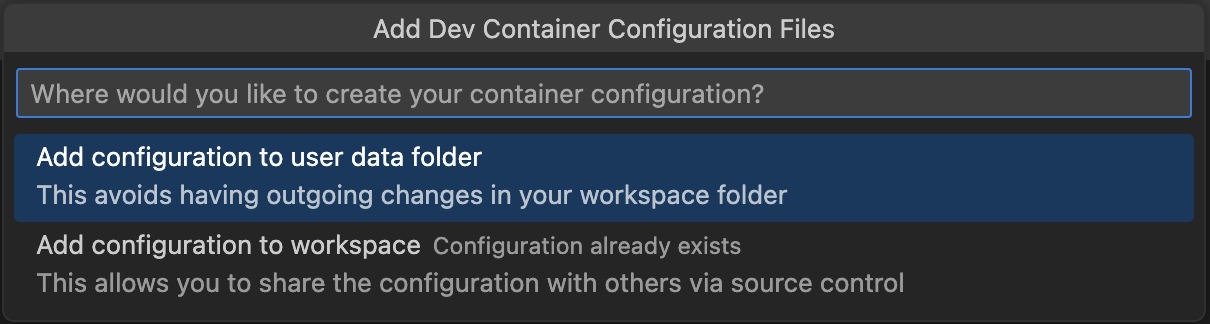 Add Dev Container Configuration Files
Where would you like to create your container configuration?
Add configuration to user data folder
This avoids having outgoing changes in your workspace folder
Add configuration to workspace Configuration already exists
This allows you to share the configuration with others via source control